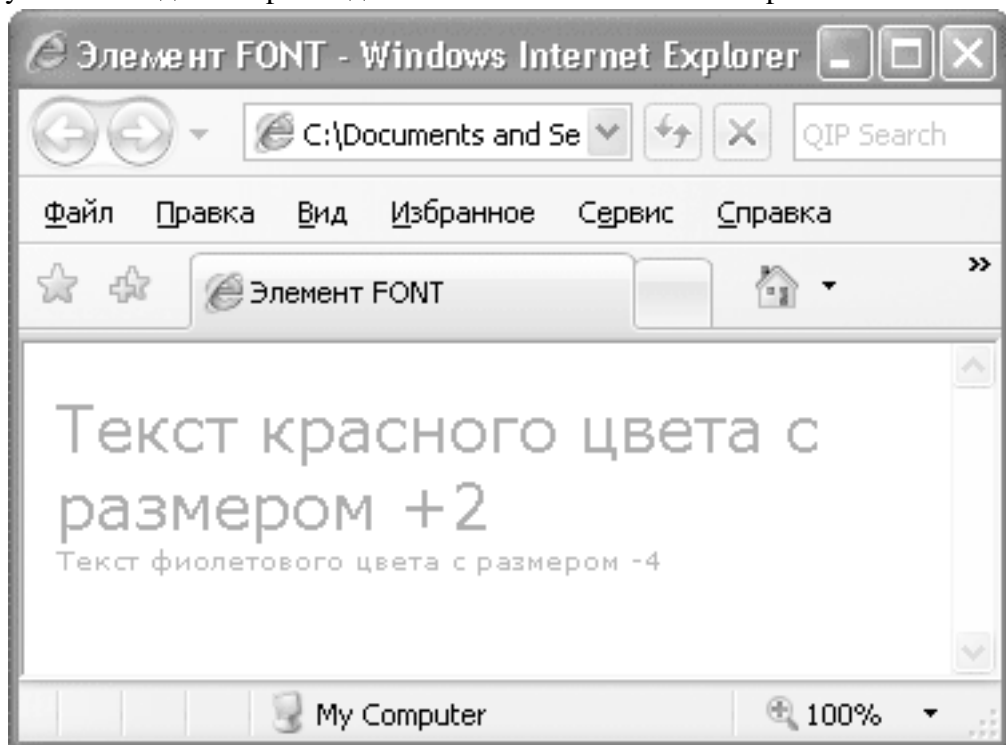 Элемент FONT - Windows Internet Explorer
C:\Documents and Se
QIP Search
Файл Правка Вид Избранное Сервис Справка
Элемент FONT
»
Текст красного цвета с
размером +2
Текст фиолетового цвета с размером -4
My Computer
100%